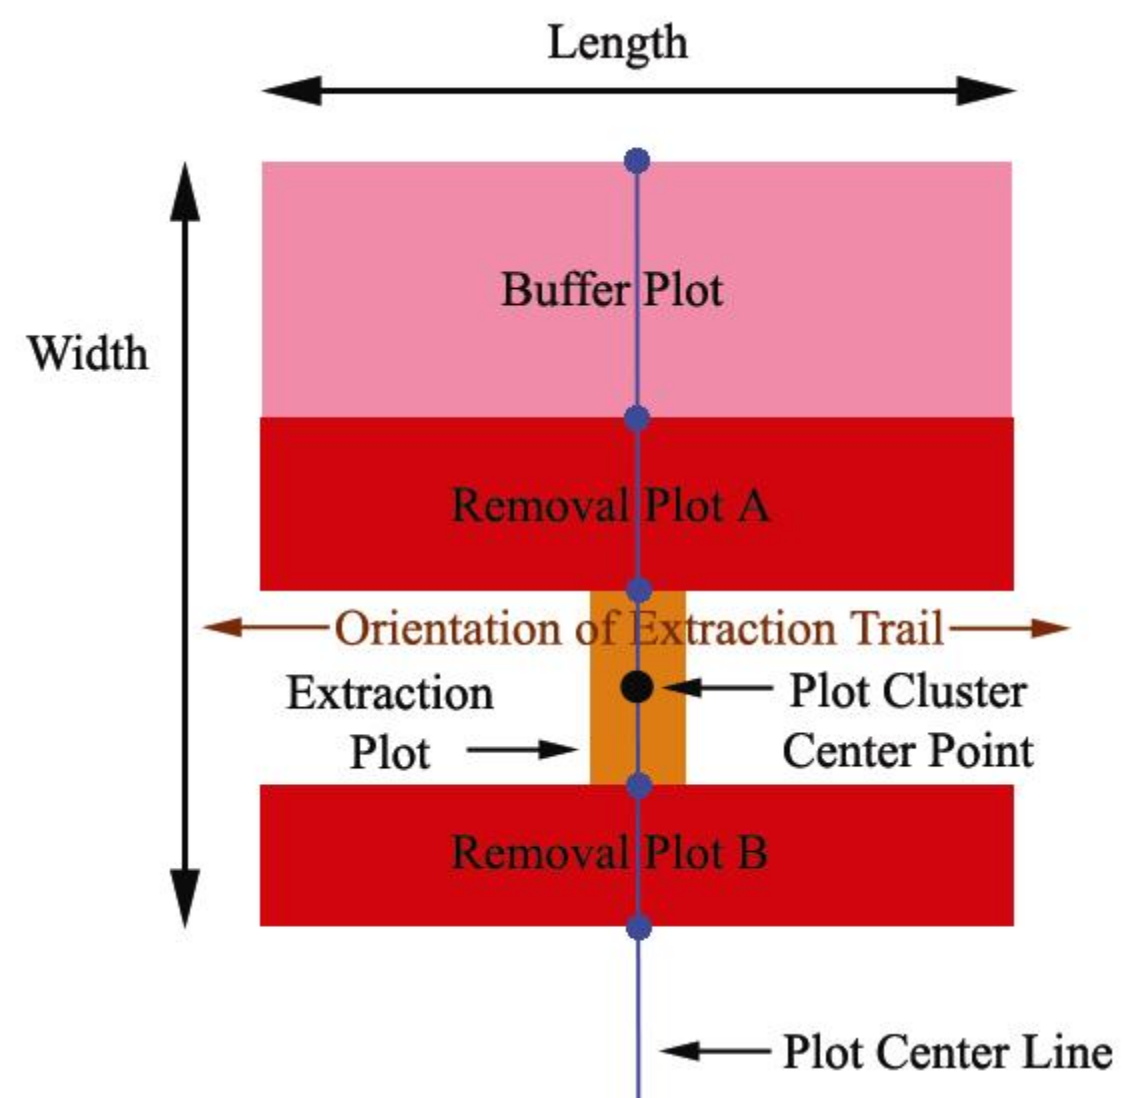 Length
Width
Buffer Plot
Removal Plot A
Orientation of Extraction Trail
Extraction
Plot
Plot Cluster
Center Point
Removal Plot B
Plot Center Line